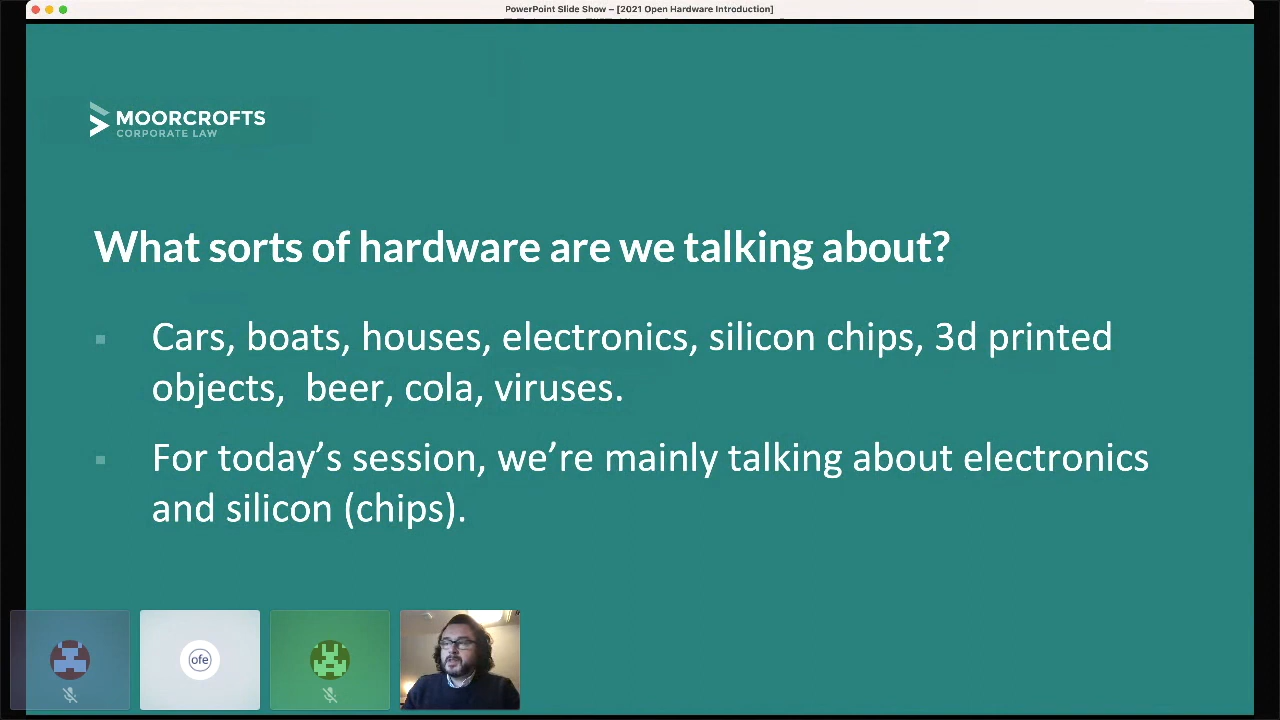 PowerPoint Slide Show – [2021 Open Hardware Introduction]
MOORCROFTS
CORPORATE LAW
What sorts of hardware are we talking about?
Cars, boats, houses, electronics, silicon chips, 3d printed
objects,  beer, cola, viruses.
For today’s session, we’re mainly talking about electronics
and silicon (chips).
ofe